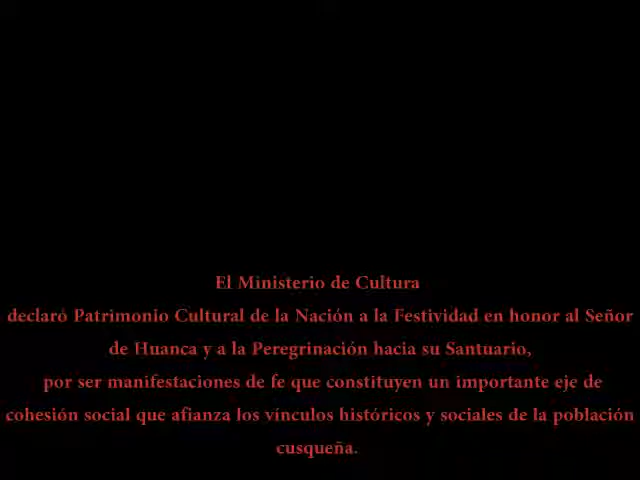 El Ministerio de Cultura
declaró Patrimonio Cultural de la Nación a la Festividad en honor al Señor
de Huanca y a la Peregrinación hacia su Santuario,
por ser manifestaciones de fe que constituyen un importante eje de
cohesión social que afianza los vínculos históricos y sociales de la población
cusqueña.